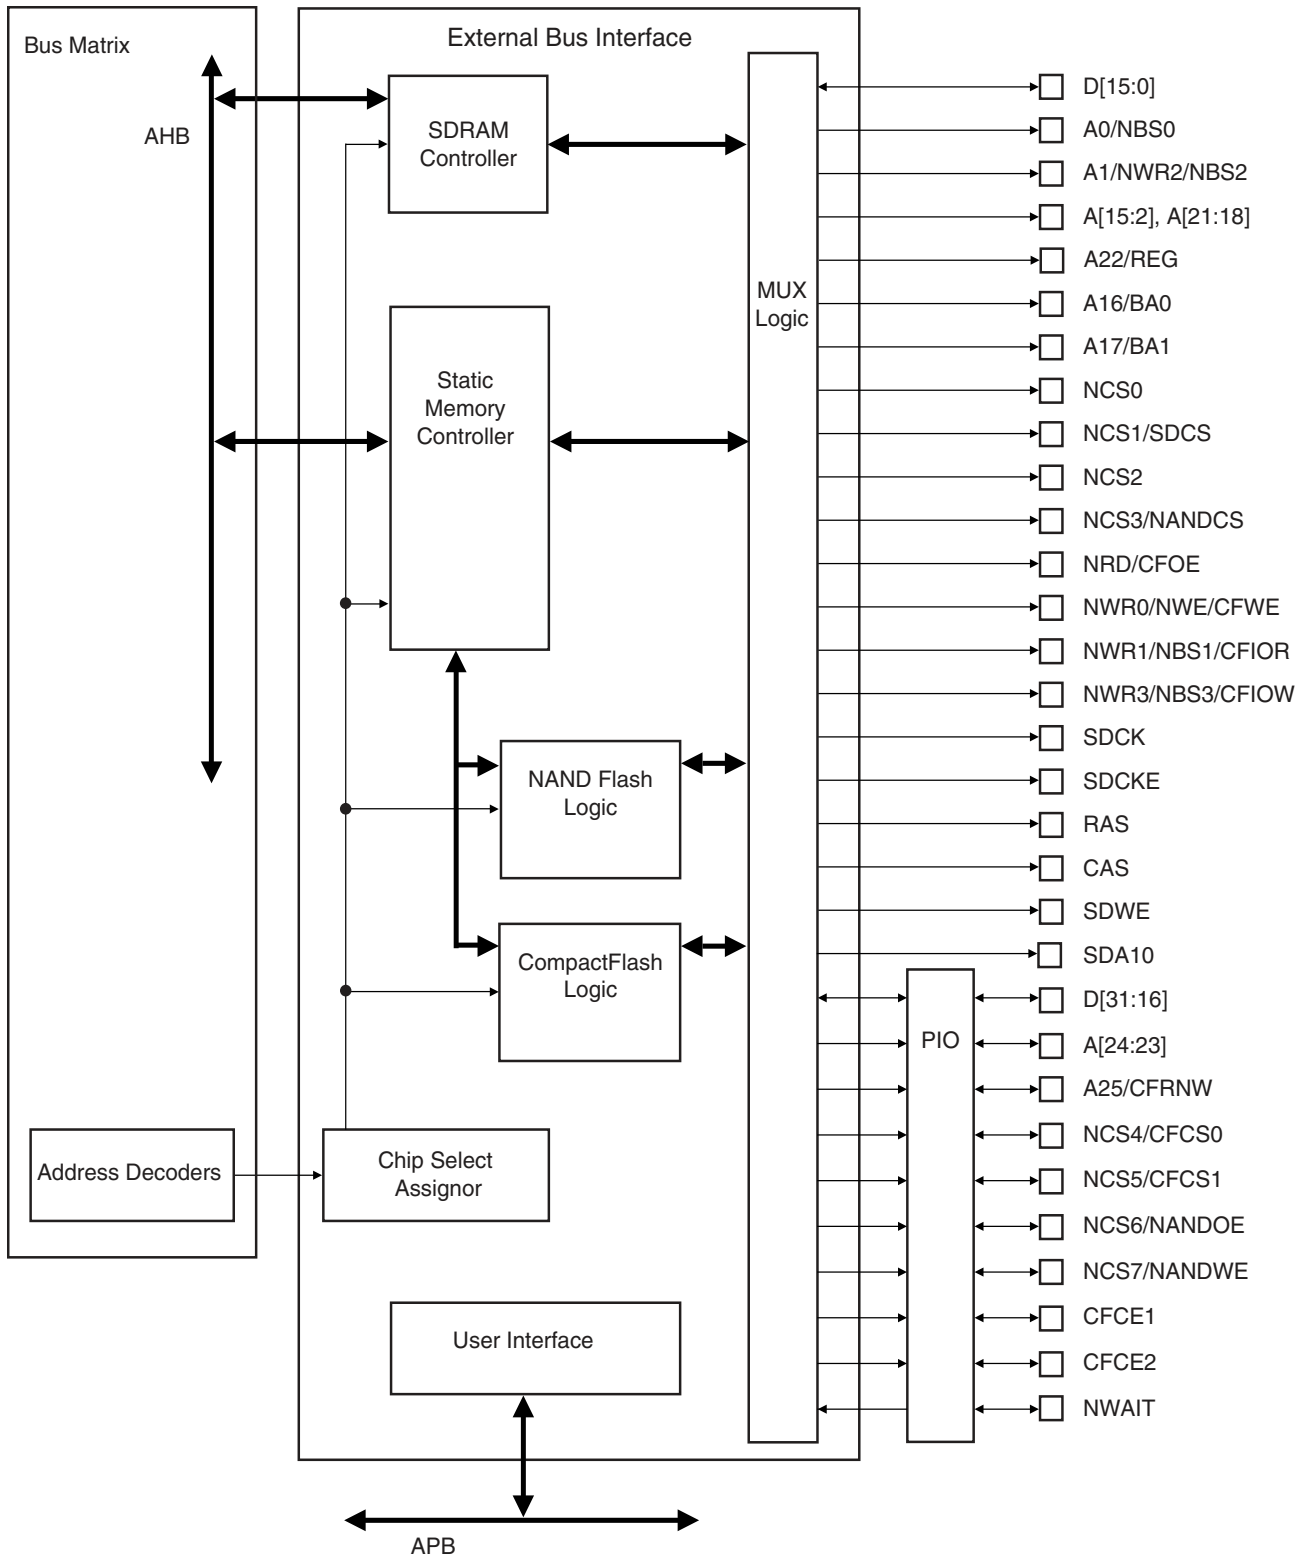 Bus Matrix
External Bus Interface
AHB
SDRAM
Controller
Static
Memory
Controller
MUX
Logic
NAND Flash
Logic
CompactFlash
Logic
Address Decoders
Chip Select
Assignor
User Interface
APB
PIO
D[15:0]
A0/NBS0
A1/NWR2/NBS2
A[15:2], A[21:18]
A22/REG
A16/BA0
A17/BA1
NCS0
NCS1/SDCS
NCS2
NCS3/NANDCS
NRD/CFOE
NWR0/NWE/CFWE
NWR1/NBS1/CFIOR
NWR3/NBS3/CFIOW
SDCK
SDCKE
RAS
CAS
SDWE
SDA10
D[31:16]
A[24:23]
A25/CFRNW
NCS4/CFCS0
NCS5/CFCS1
NCS6/NANDOE
NCS7/NANDWE
CFCE1
CFCE2
NWAIT